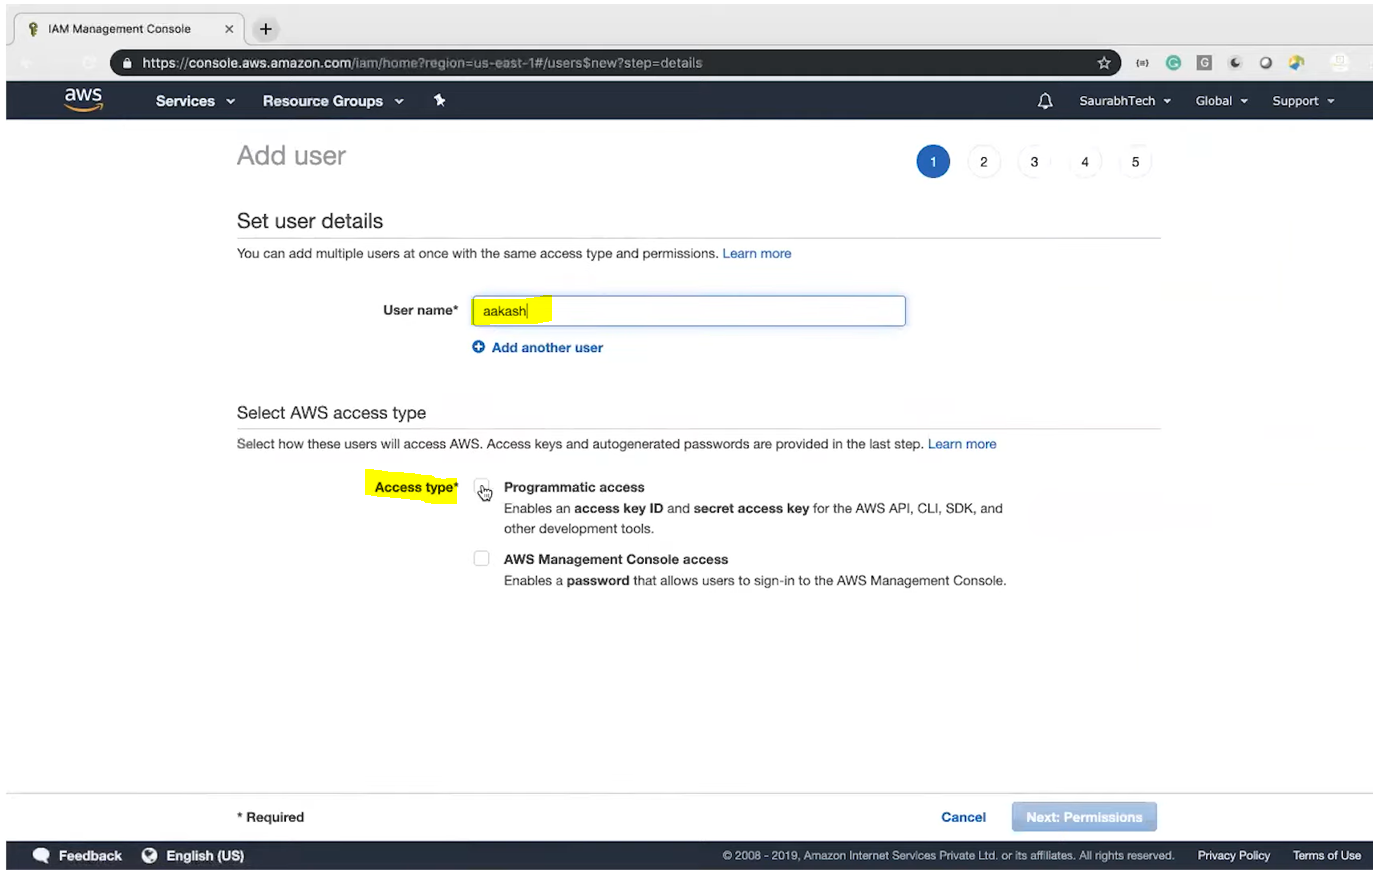 IAM Management Console
https://console.aws.amazon.com/iam/home?region=us-east-1#/users$new?step=details
aws Services Resource Groups SaurabhTech Global Support
Add user 1 2 3 4 5
Set user details
You can add multiple users at once with the same access type and permissions. Learn more
User name* aakash
Add another user
Select AWS access type
Select how these users will access AWS. Access keys and autogenerated passwords are provided in the last step. Learn more
Access type* Programmatic access
Enables an access key ID and secret access key for the AWS API, CLI, SDK, and
other development tools.
AWS Management Console access
Enables a password that allows users to sign-in to the AWS Management Console.
* Required Cancel Next: Permissions
Feedback English (US) © 2008 - 2019, Amazon Internet Services Private Ltd. or its affiliates. All rights reserved. Privacy Policy Terms of Use